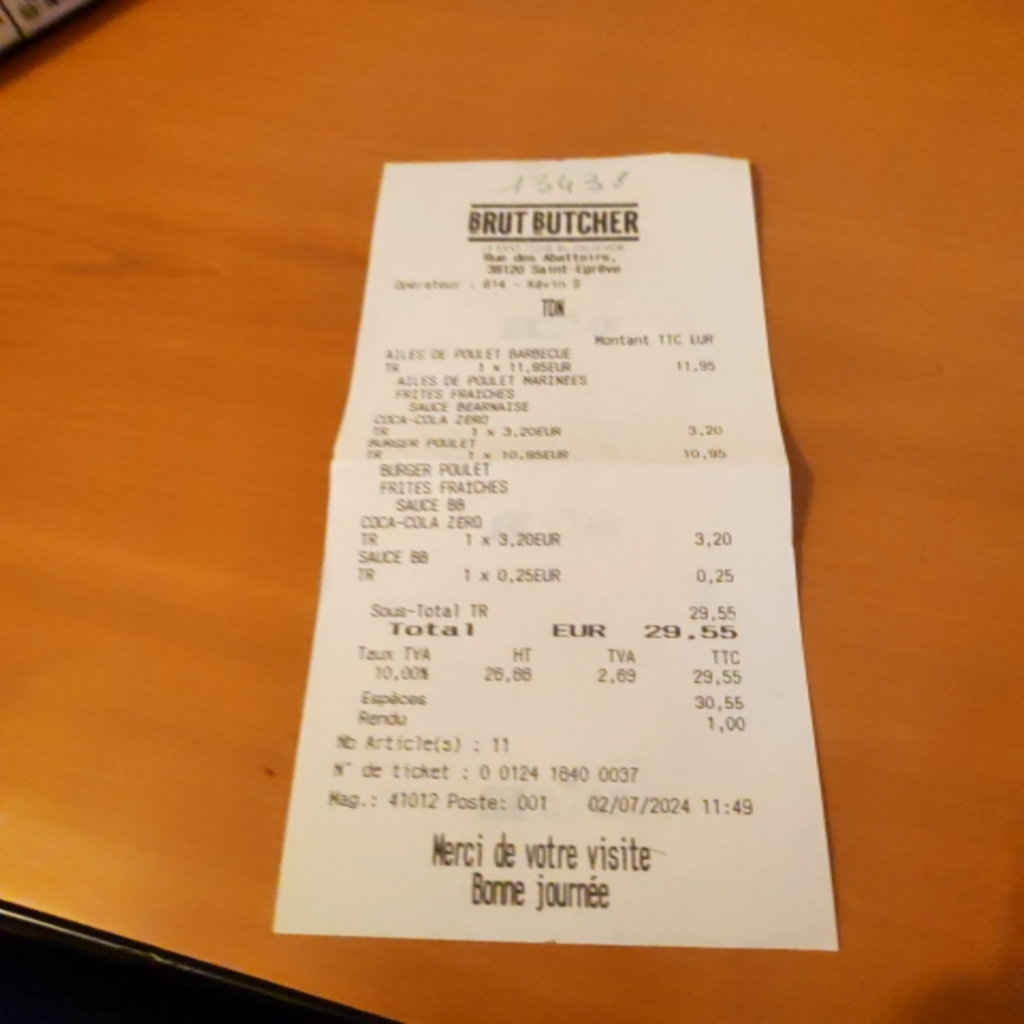 13438
BRUT BUTCHER
Rue des Abattoirs,
38120 Saint-Egrève
Operateur : 814 - Kévin S
Montant TTC EUR
AILES DE POULET BARBECUE
TR 1 x 11,95EUR 11,95
AILES DE POULET MARINEES
FRITES FRAICHES
SAUCE BEARNAISE
COCA-COLA ZERO
TR 1 x 3,20EUR 3,20
BURGER POULET
TR 1 x 10,95EUR 10,95
BURGER POULET
FRITES FRAICHES
SAUCE BB
COCA-COLA ZERO
TR 1 x 3,20EUR 3,20
SAUCE BB
TR 1 x 0,25EUR 0,25
Sous-Total TR 29,55
Total EUR 29.55
Taux TVA HT TVA TTC
10,00% 26,86 2,69 29,55
Espèces 30,55
Rendu 1,00
Nb Article(s) : 11
N° de ticket : 0 0124 1840 0037
Mag.: 41012 Poste: 001 02/07/2024 11:49
Merci de votre visite
Bonne journée